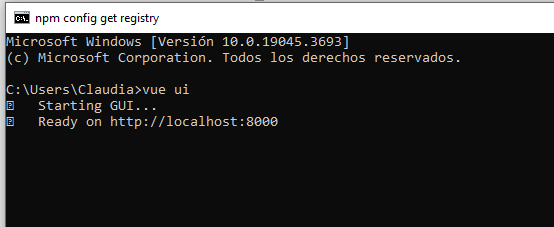 npm config get registry
Microsoft Windows [Versión 10.0.19045.3693]
(c) Microsoft Corporation. Todos los derechos reservados.
C:\Users\Claudia>vue ui
Starting GUI...
Ready on http://localhost:8000